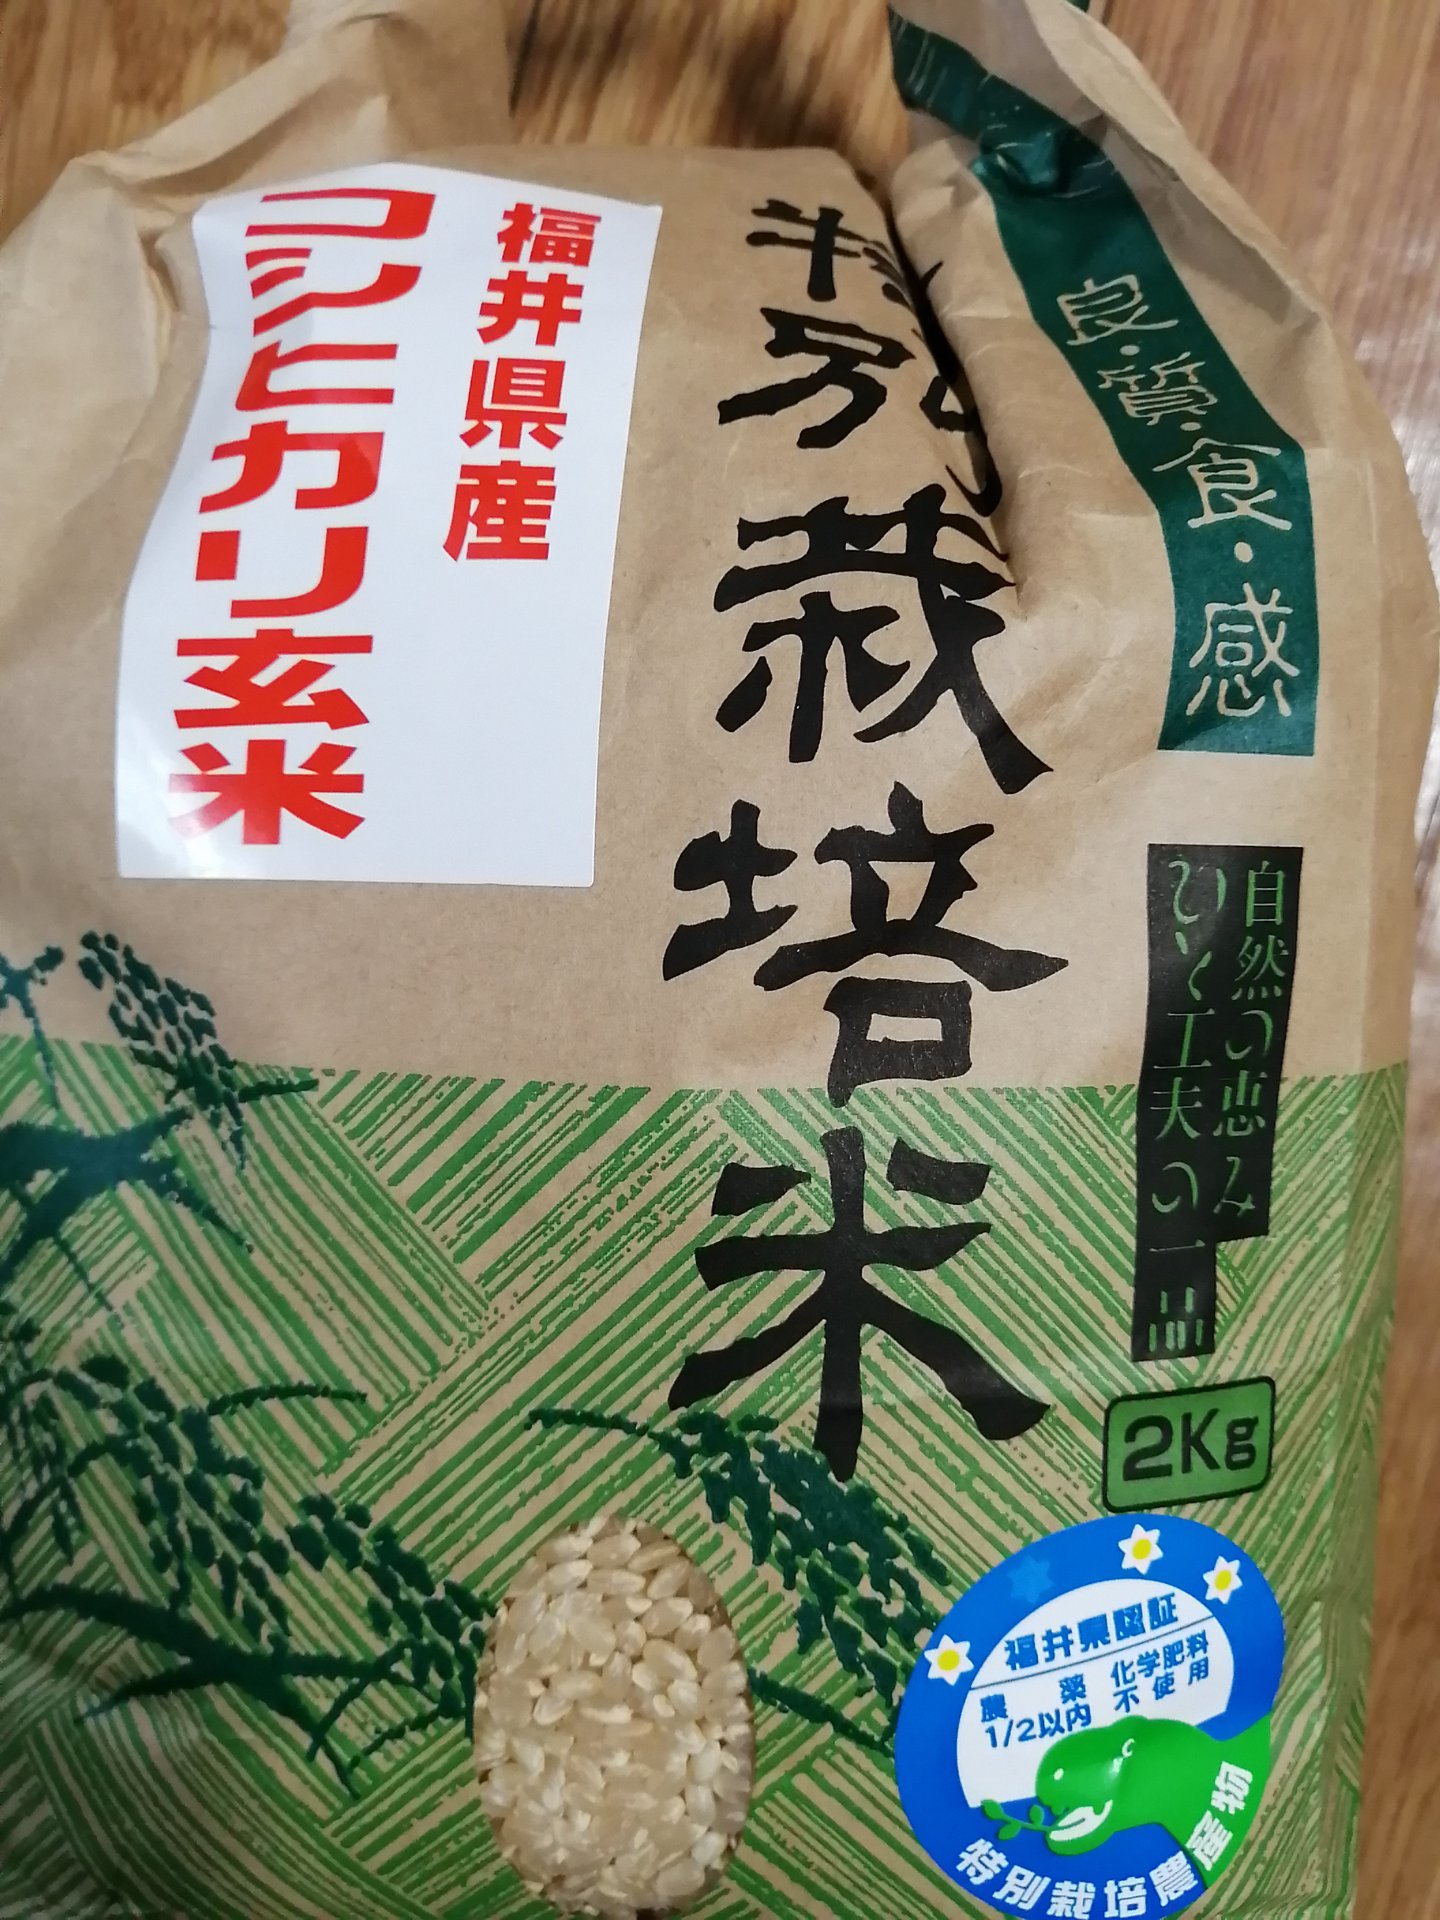 良・質・食・感
自然の恵み
いと工夫の一品
特別栽培米
福井県産
コシヒカリ玄米
2Kg
福井県認証
農薬 化学肥料
1/2以内 不使用
特別栽培農産物